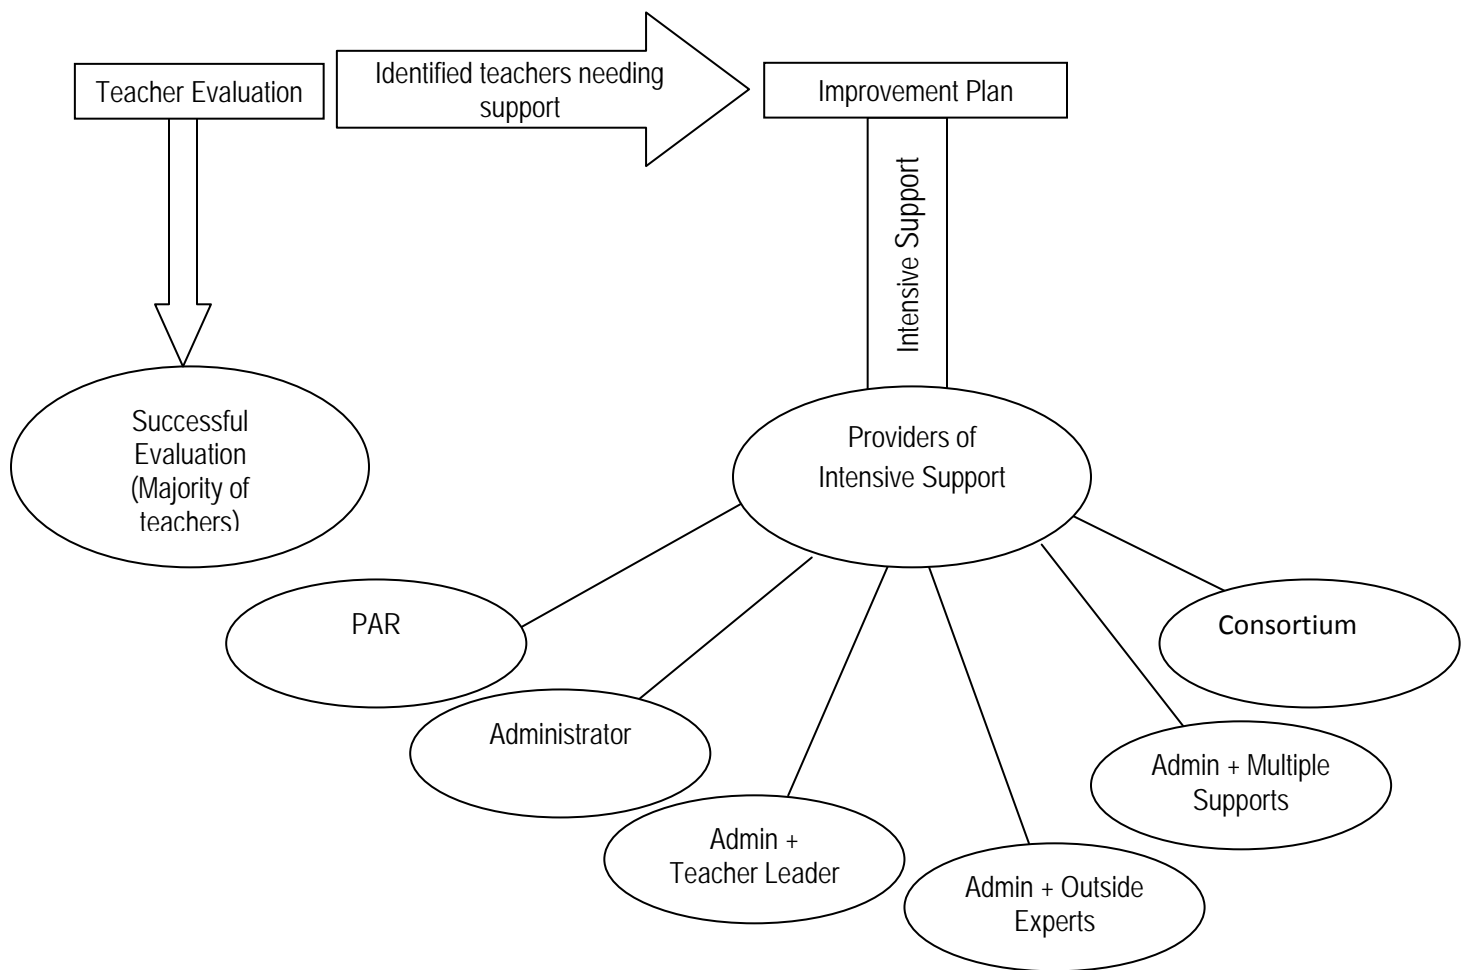 Teacher Evaluation
Identified teachers needing
support
Improvement Plan
Intensive Support
Successful
Evaluation
(Majority of
teachers)
Providers of
Intensive Support
PAR
Administrator
Admin +
Teacher Leader
Admin + Outside
Experts
Admin + Multiple
Supports
Consortium